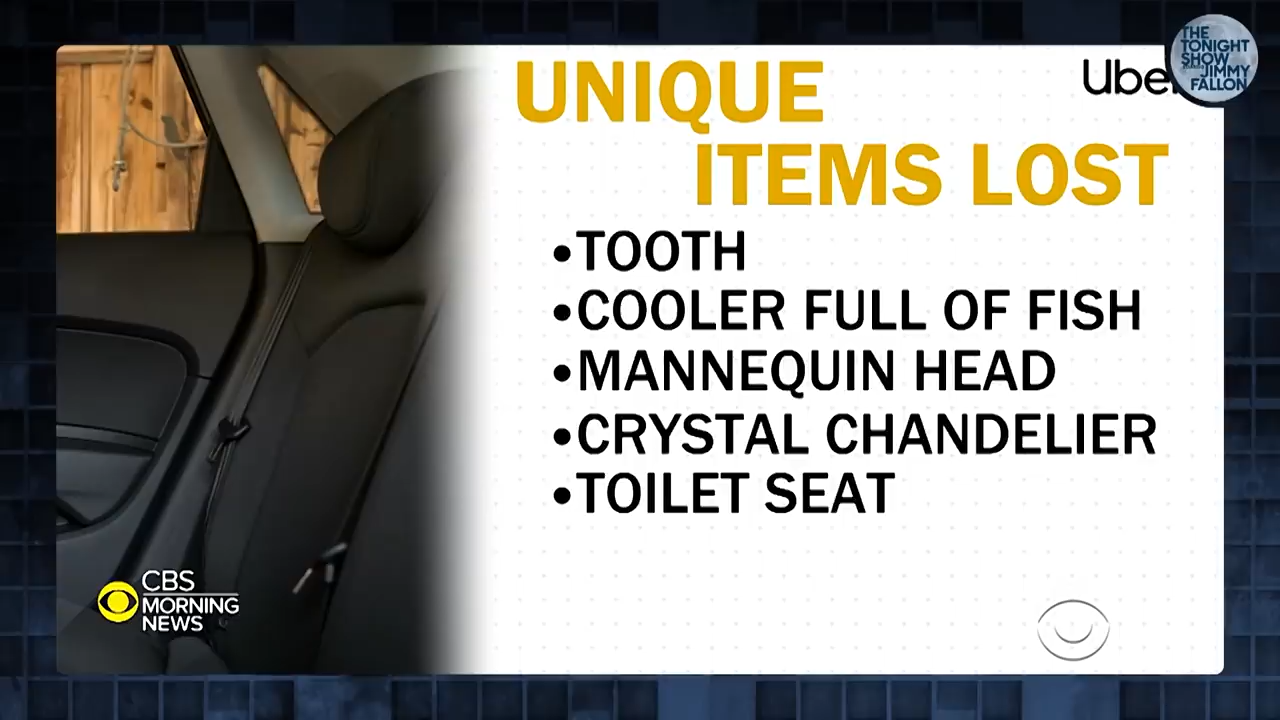 UNIQUE
ITEMS LOST
•TOOTH
•COOLER FULL OF FISH
•MANNEQUIN HEAD
•CRYSTAL CHANDELIER
•TOILET SEAT
Ube
THE
TONIGHT
SHOW
JIMMY
FALLON
CBS
MORNING
NEWS